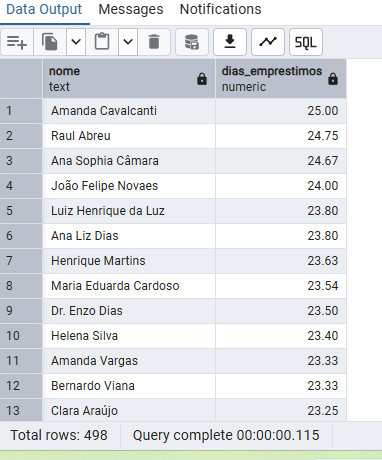 Data Output Messages Notifications
SQL
nome dias_emprestimos
text numeric
1 Amanda Cavalcanti 25.00
2 Raul Abreu 24.75
3 Ana Sophia Câmara 24.67
4 João Felipe Novaes 24.00
5 Luiz Henrique da Luz 23.80
6 Ana Liz Dias 23.80
7 Henrique Martins 23.63
8 Maria Eduarda Cardoso 23.54
9 Dr. Enzo Dias 23.50
10 Helena Silva 23.40
11 Amanda Vargas 23.33
12 Bernardo Viana 23.33
13 Clara Araújo 23.25
Total rows: 498 Query complete 00:00:00.115